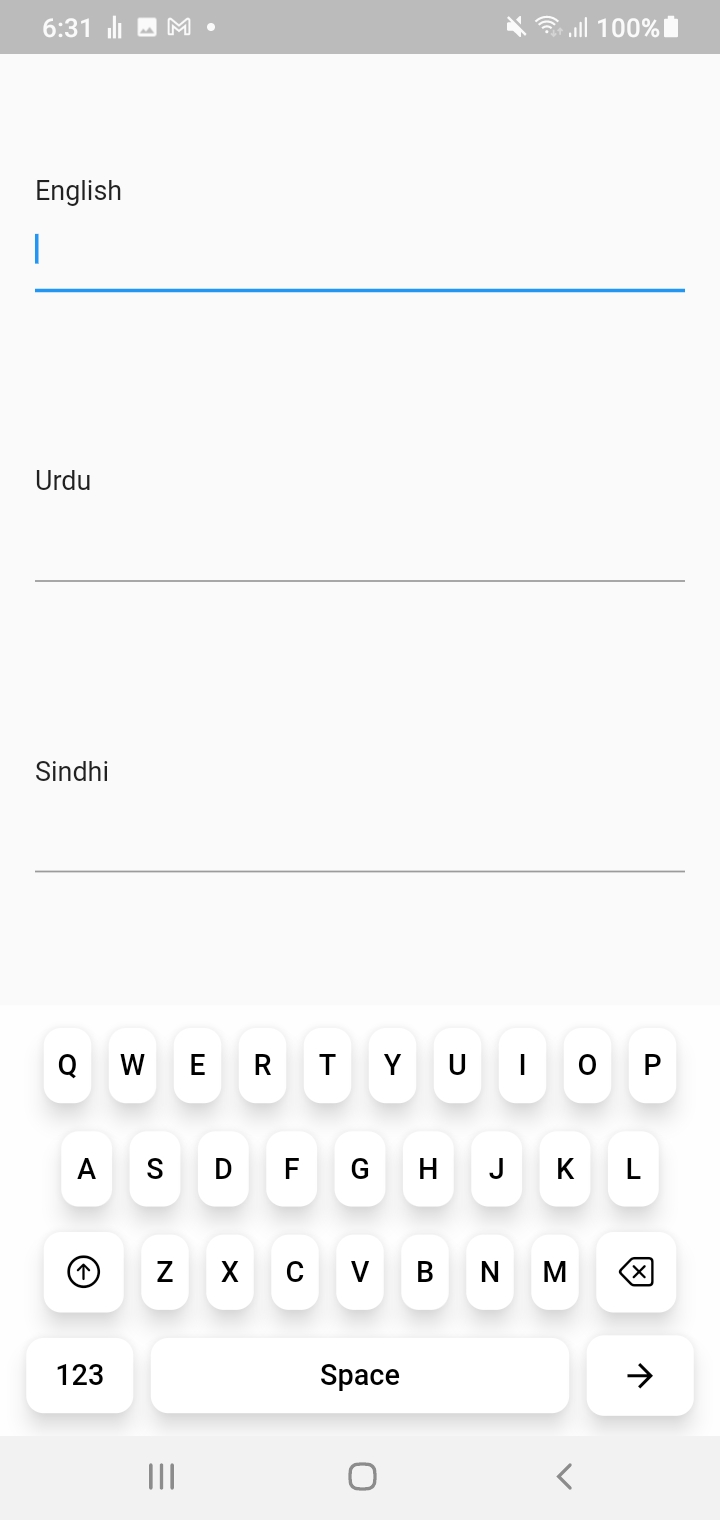 6:31 100%
English
Urdu
Sindhi
Q W E R T Y U I O P
A S D F G H J K L
Z X C V B N M
123 Space